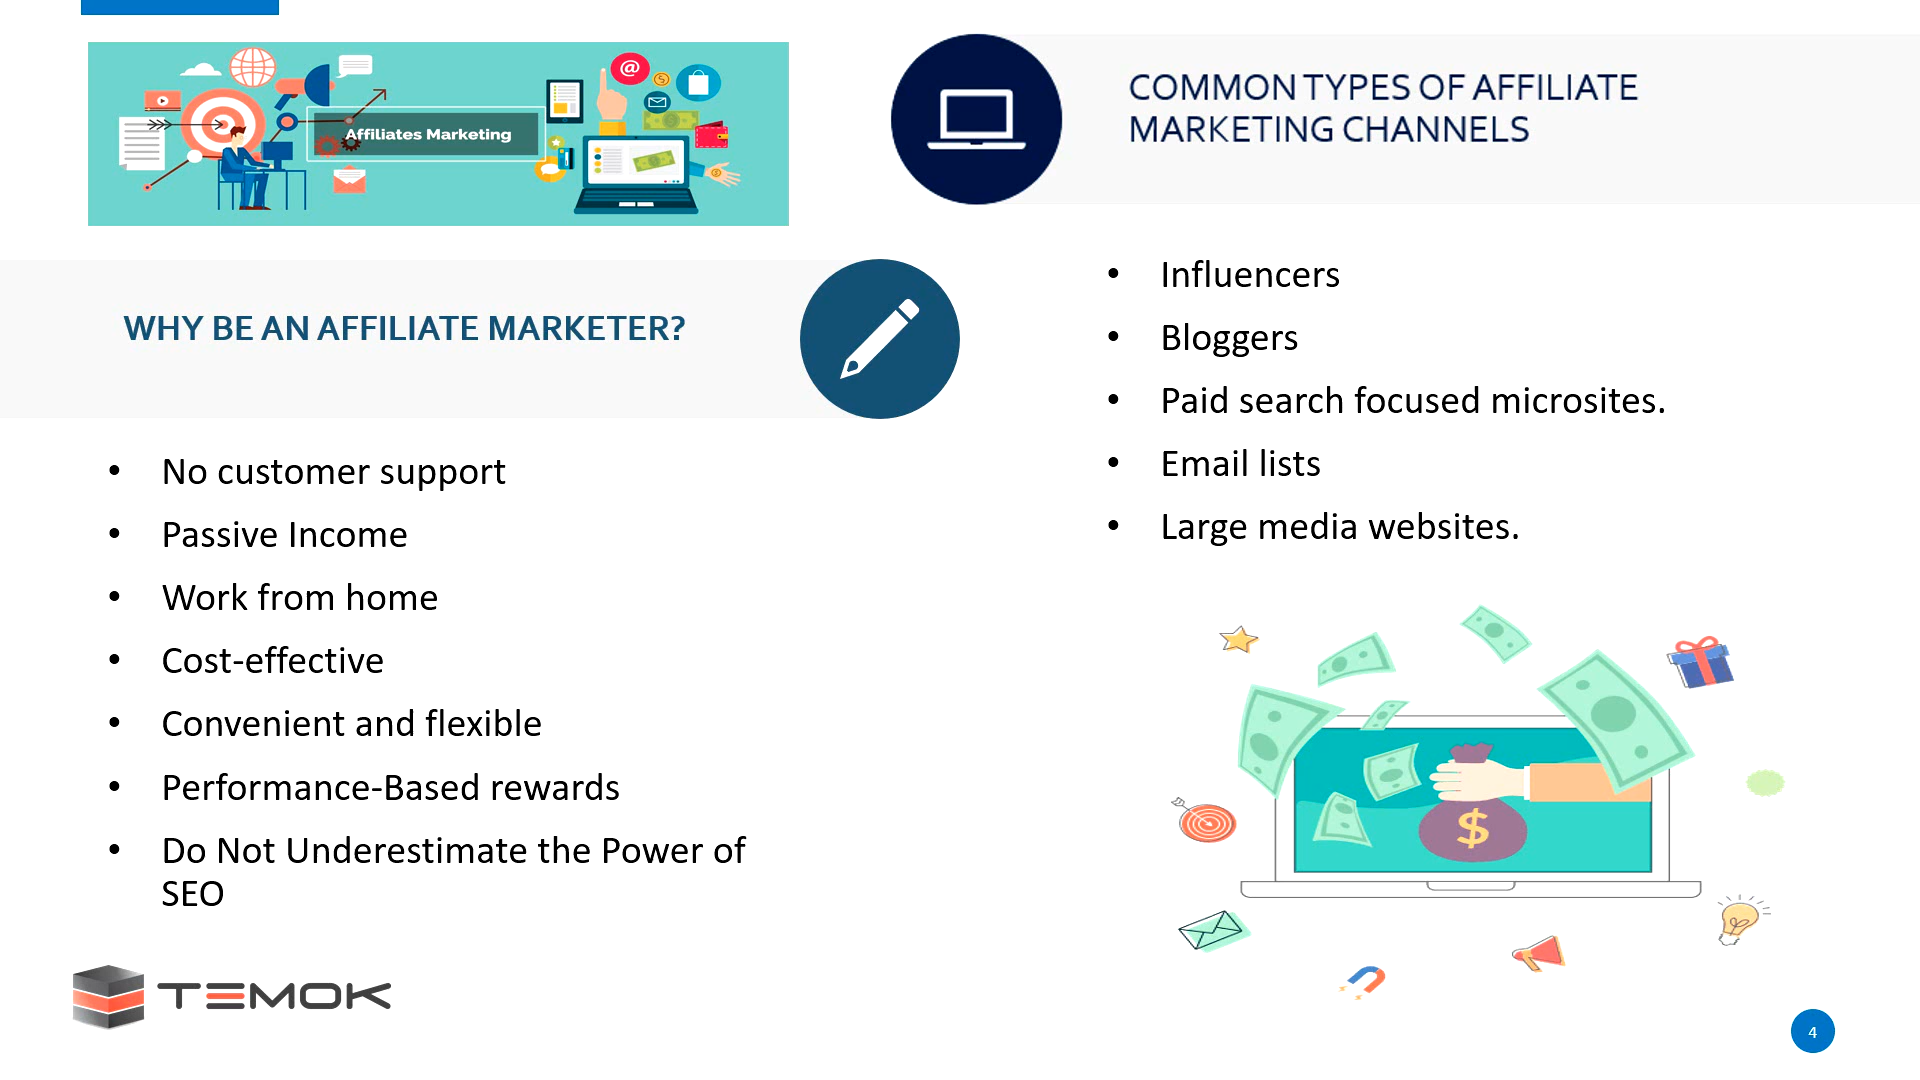 Affiliates Marketing
WHY BE AN AFFILIATE MARKETER?
• No customer support
• Passive Income
• Work from home
• Cost-effective
• Convenient and flexible
• Performance-Based rewards
• Do Not Underestimate the Power of
SEO
TEMOK
COMMON TYPES OF AFFILIATE
MARKETING CHANNELS
• Influencers
• Bloggers
• Paid search focused microsites.
• Email lists
• Large media websites.
$
4